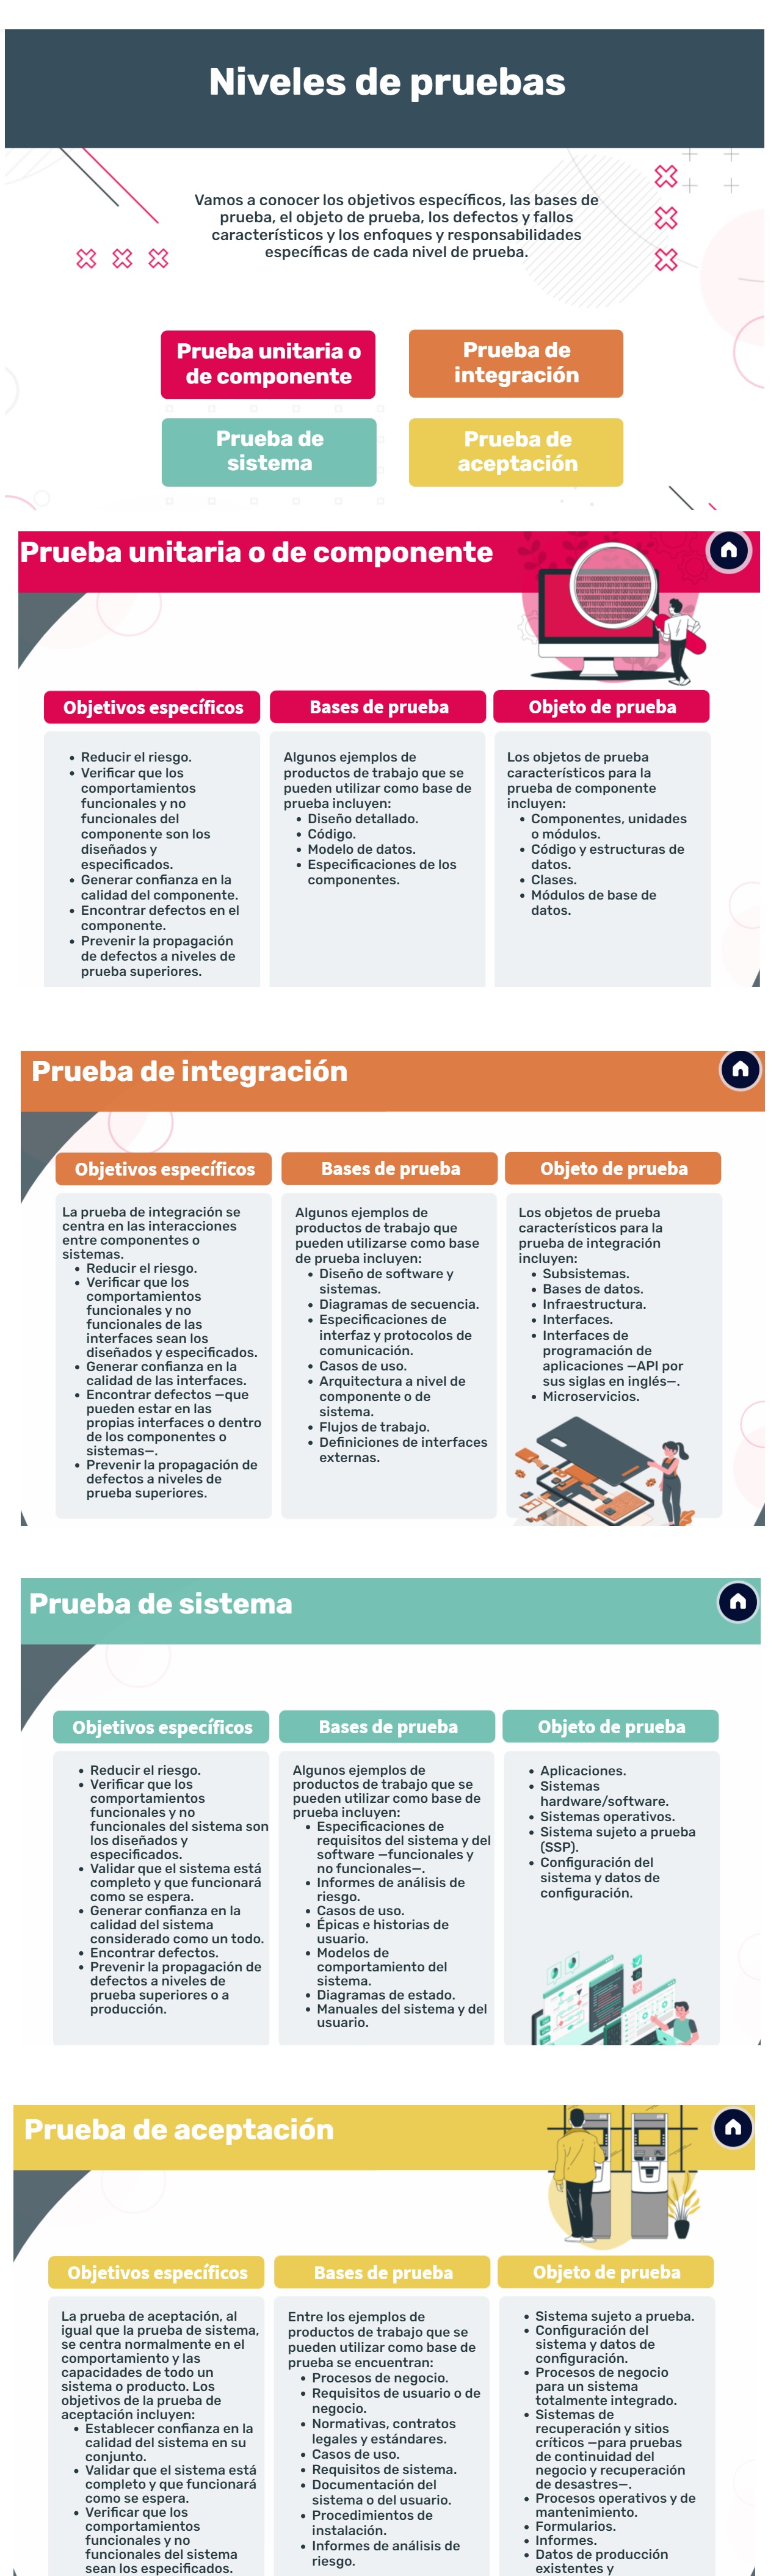 Niveles de pruebas
Vamos a conocer los objetivos específicos, las bases de
prueba, el objeto de prueba, los defectos y fallos
característicos y los enfoques y responsabilidades
específicas de cada nivel de prueba.
Prueba unitaria o
de componente
Prueba de
integración
Prueba de
sistema
Prueba de
aceptación
Prueba unitaria o de componente
Objetivos específicos
• Reducir el riesgo.
• Verificar que los
comportamientos
funcionales y no
funcionales del
componente son los
diseñados y
especificados.
• Generar confianza en la
calidad del componente.
• Encontrar defectos en el
componente.
• Prevenir la propagación
de defectos a niveles de
prueba superiores.
Bases de prueba
Algunos ejemplos de
productos de trabajo que se
pueden utilizar como base de
prueba incluyen:
• Diseño detallado.
• Código.
• Modelo de datos.
• Especificaciones de los
componentes.
Objeto de prueba
Los objetos de prueba
característicos para la
prueba de componente
incluyen:
• Componentes, unidades
o módulos.
• Código y estructuras de
datos.
• Clases.
• Módulos de base de
datos.
Prueba de integración
Objetivos específicos
La prueba de integración se
centra en las interacciones
entre componentes o
sistemas.
• Reducir el riesgo.
• Verificar que los
comportamientos
funcionales y no
funcionales de las
interfaces sean los
diseñados y especificados.
• Generar confianza en la
calidad de las interfaces.
• Encontrar defectos —que
pueden estar en las
propias interfaces o dentro
de los componentes o
sistemas—.
• Prevenir la propagación de
defectos a niveles de
prueba superiores.
Bases de prueba
Algunos ejemplos de
productos de trabajo que
pueden utilizarse como base
de prueba incluyen:
• Diseño de software y
sistemas.
• Diagramas de secuencia.
• Especificaciones de
interfaz y protocolos de
comunicación.
• Casos de uso.
• Arquitectura a nivel de
componente o de
sistema.
• Flujos de trabajo.
• Definiciones de interfaces
externas.
Objeto de prueba
Los objetos de prueba
característicos para la
prueba de integración
incluyen:
• Subsistemas.
• Bases de datos.
• Infraestructura.
• Interfaces.
• Interfaces de
programación de
aplicaciones —API por
sus siglas en inglés—.
• Microservicios.
Prueba de sistema
Objetivos específicos
• Reducir el riesgo.
• Verificar que los
comportamientos
funcionales y no
funcionales del sistema son
los diseñados y
especificados.
• Validar que el sistema está
completo y que funcionará
como se espera.
• Generar confianza en la
calidad del sistema
considerado como un todo.
• Encontrar defectos.
• Prevenir la propagación de
defectos a niveles de
prueba superiores o a
producción.
Bases de prueba
Algunos ejemplos de
productos de trabajo que se
pueden utilizar como base de
prueba incluyen:
• Especificaciones de
requisitos del sistema y del
software —funcionales y
no funcionales—.
• Informes de análisis de
riesgo.
• Casos de uso.
• Épicas e historias de
usuario.
• Modelos de
comportamiento del
sistema.
• Diagramas de estado.
• Manuales del sistema y del
usuario.
Objeto de prueba
• Aplicaciones.
• Sistemas
hardware/software.
• Sistemas operativos.
• Sistema sujeto a prueba
(SSP).
• Configuración del
sistema y datos de
configuración.
Prueba de aceptación
Objetivos específicos
La prueba de aceptación, al
igual que la prueba de sistema,
se centra normalmente en el
comportamiento y las
capacidades de todo un
sistema o producto. Los
objetivos de la prueba de
aceptación incluyen:
• Establecer confianza en la
calidad del sistema en su
conjunto.
• Validar que el sistema está
completo y que funcionará
como se espera.
• Verificar que los
comportamientos
funcionales y no
funcionales del sistema
sean los especificados.
Bases de prueba
Entre los ejemplos de
productos de trabajo que se
pueden utilizar como base de
prueba se encuentran:
• Procesos de negocio.
• Requisitos de usuario o de
negocio.
• Normativas, contratos
legales y estándares.
• Casos de uso.
• Requisitos de sistema.
• Documentación del
sistema o del usuario.
• Procedimientos de
instalación.
• Informes de análisis de
riesgo.
Objeto de prueba
• Sistema sujeto a prueba.
• Configuración del
sistema y datos de
configuración.
• Procesos de negocio
para un sistema
totalmente integrado.
• Sistemas de
recuperación y sitios
críticos —para pruebas
de continuidad del
negocio y recuperación
de desastres—.
• Procesos operativos y de
mantenimiento.
• Formularios.
• Informes.
• Datos de producción
existentes y